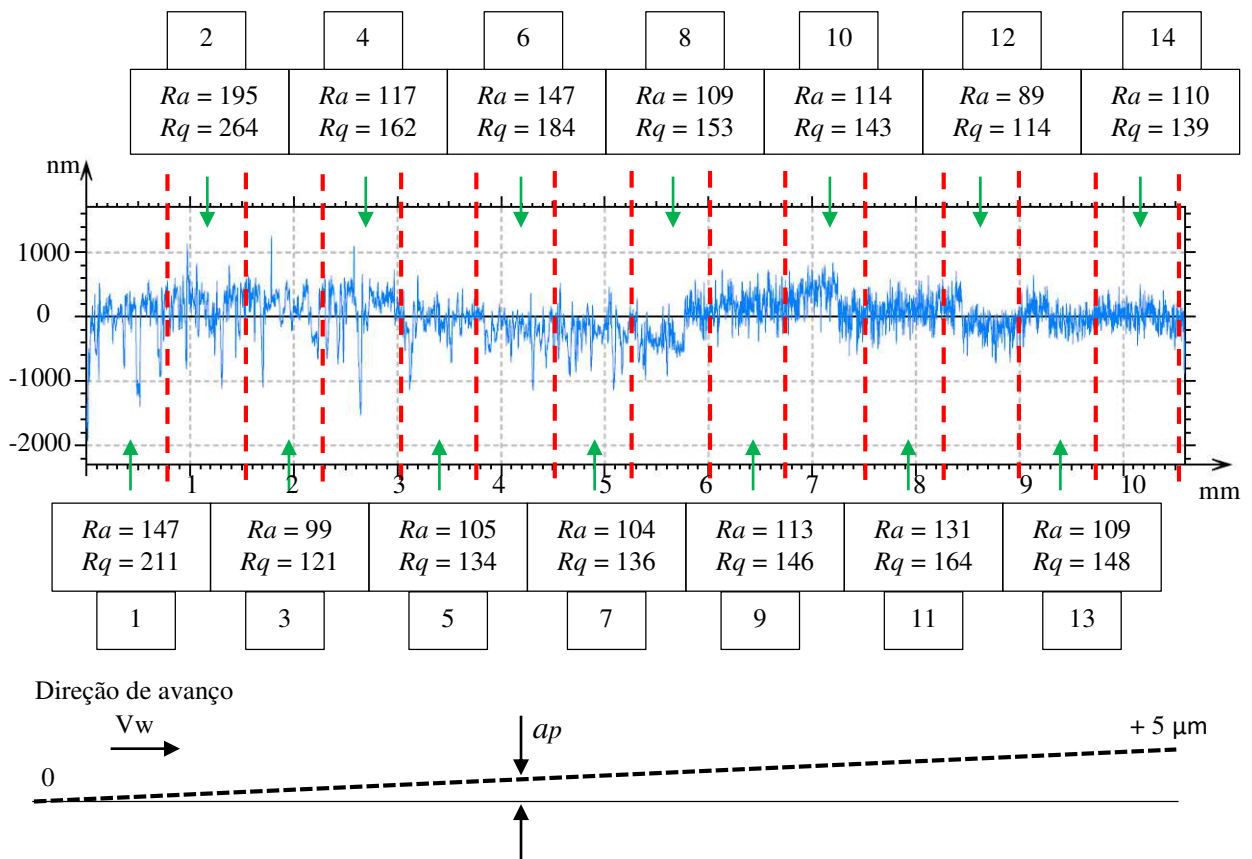 2 4 6 8 10 12 14
Ra = 195 Ra = 117 Ra = 147 Ra = 109 Ra = 114 Ra = 89 Ra = 110
Rq = 264 Rq = 162 Rq = 184 Rq = 153 Rq = 143 Rq = 114 Rq = 139
nm
1000
0
-1000
-2000
1 2 3 4 5 6 7 8 9 10 mm
Ra = 147 Ra = 99 Ra = 105 Ra = 104 Ra = 113 Ra = 131 Ra = 109
Rq = 211 Rq = 121 Rq = 134 Rq = 136 Rq = 146 Rq = 164 Rq = 148
1 3 5 7 9 11 13
Direção de avanço
Vw ap + 5 µm
0